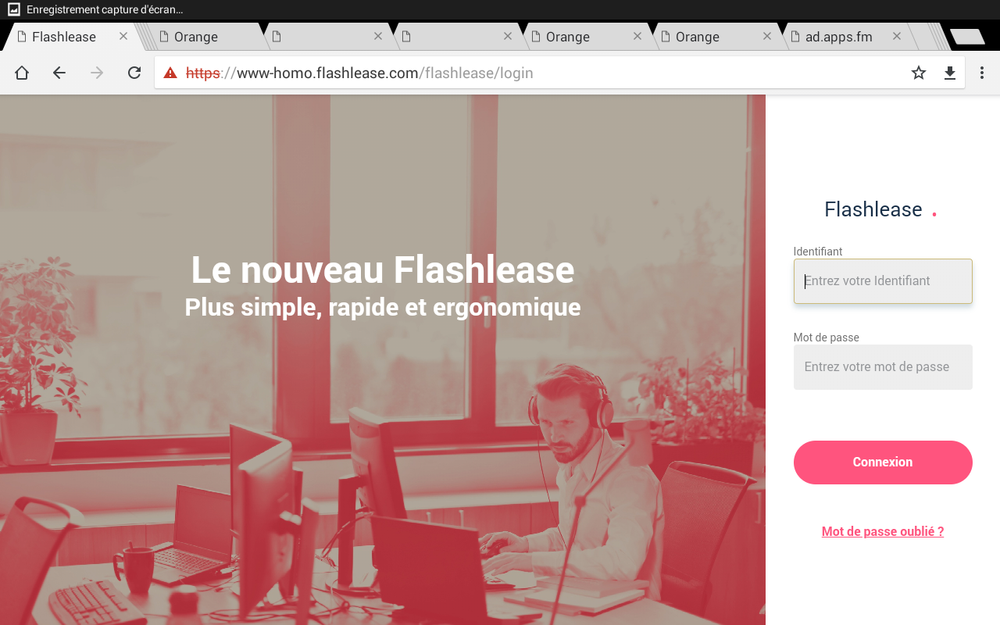 Enregistrement capture d'écran...
Flashlease
Orange
Orange
Orange
ad.apps.fm
https://www-homo.flashlease.com/flashlease/login
Le nouveau Flashlease
Plus simple, rapide et ergonomique
Flashlease .
Identifiant
Entrez votre Identifiant
Mot de passe
Entrez votre mot de passe
Connexion
Mot de passe oublié ?